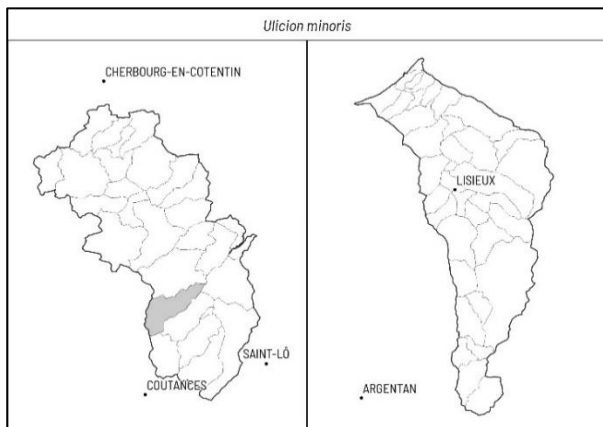 Ulicion minoris
CHERBOURG-EN-COTENTIN
LISIEUX
SAINT-LÔ
COUTANCES
ARGENTAN